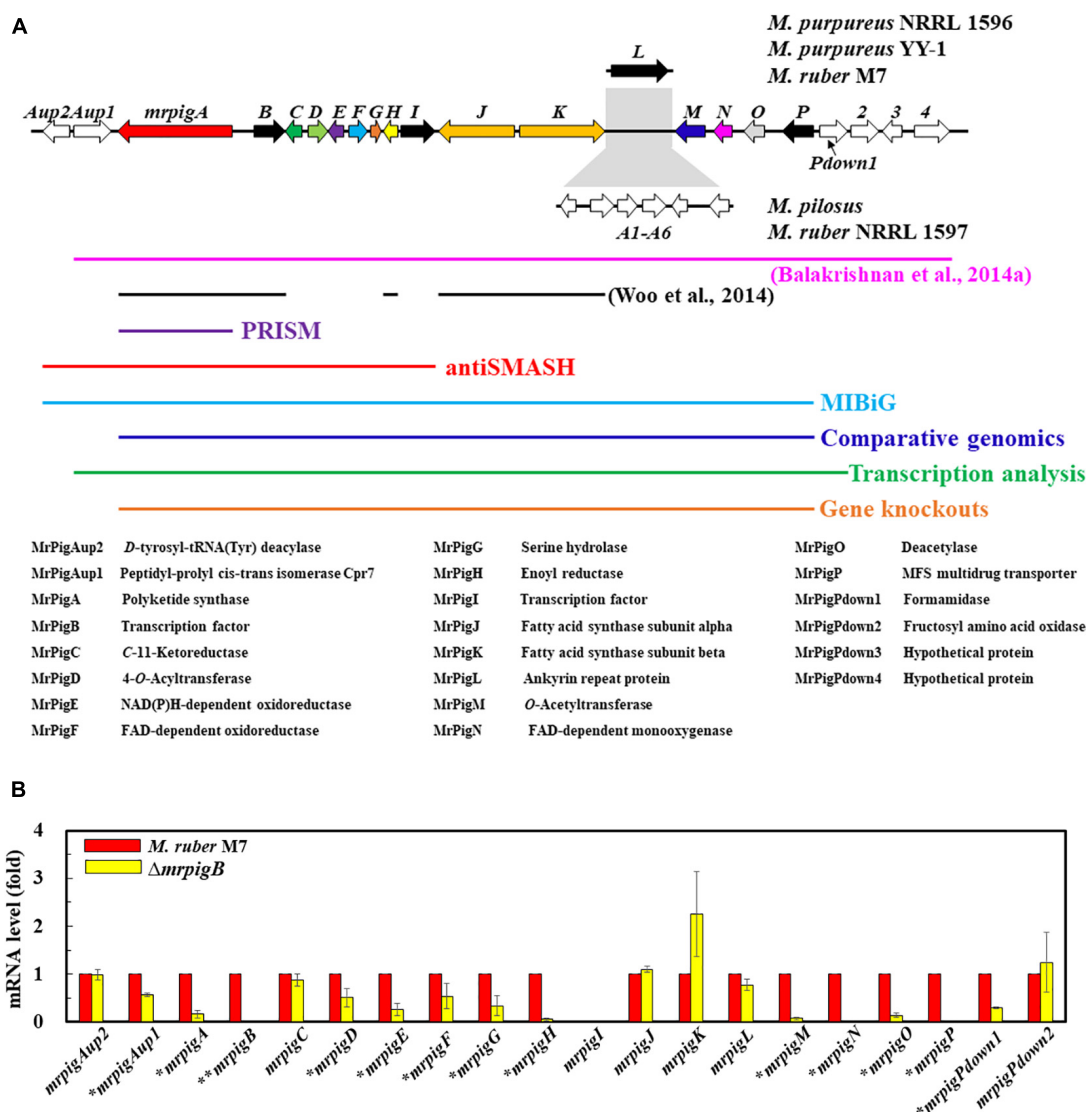 A
M. purpureus NRRL 1596
M. purpureus YY-1
M. ruber M7
L
Aup2 Aup1 mrpigA B C D E F G H I J K M N O P 2 3 4
Pdown1
A1-A6
M. pilosus
M. ruber NRRL 1597
(Balakrishnan et al., 2014a)
(Woo et al., 2014)
PRISM
antiSMASH
MIBiG
Comparative genomics
Transcription analysis
Gene knockouts
MrPigAup2 D-tyrosyl-tRNA(Tyr) deacylase MrPigG Serine hydrolase MrPigO Deacetylase
MrPigAup1 Peptidyl-prolyl cis-trans isomerase Cpr7 MrPigH Enoyl reductase MrPigP MFS multidrug transporter
MrPigA Polyketide synthase MrPigI Transcription factor MrPigPdown1 Formamidase
MrPigB Transcription factor MrPigJ Fatty acid synthase subunit alpha MrPigPdown2 Fructosyl amino acid oxidase
MrPigC C-11-Ketoreductase MrPigK Fatty acid synthase subunit beta MrPigPdown3 Hypothetical protein
MrPigD 4-O-Acyltransferase MrPigL Ankyrin repeat protein MrPigPdown4 Hypothetical protein
MrPigE NAD(P)H-dependent oxidoreductase MrPigM O-Acetyltransferase
MrPigF FAD-dependent oxidoreductase MrPigN FAD-dependent monooxygenase
B
mRNA level (fold)
4
3
2
1
0
M. ruber M7
ΔmrpigB
mrpigAup2
*mrpigAup1
*mrpigA
**mrpigB
mrpigC
*mrpigD
*mrpigE
*mrpigF
*mrpigG
*mrpigH
mrpigI
mrpigJ
mrpigK
mrpigL
*mrpigM
*mrpigN
*mrpigO
*mrpigP
*mrpigPdown1
mrpigPdown2